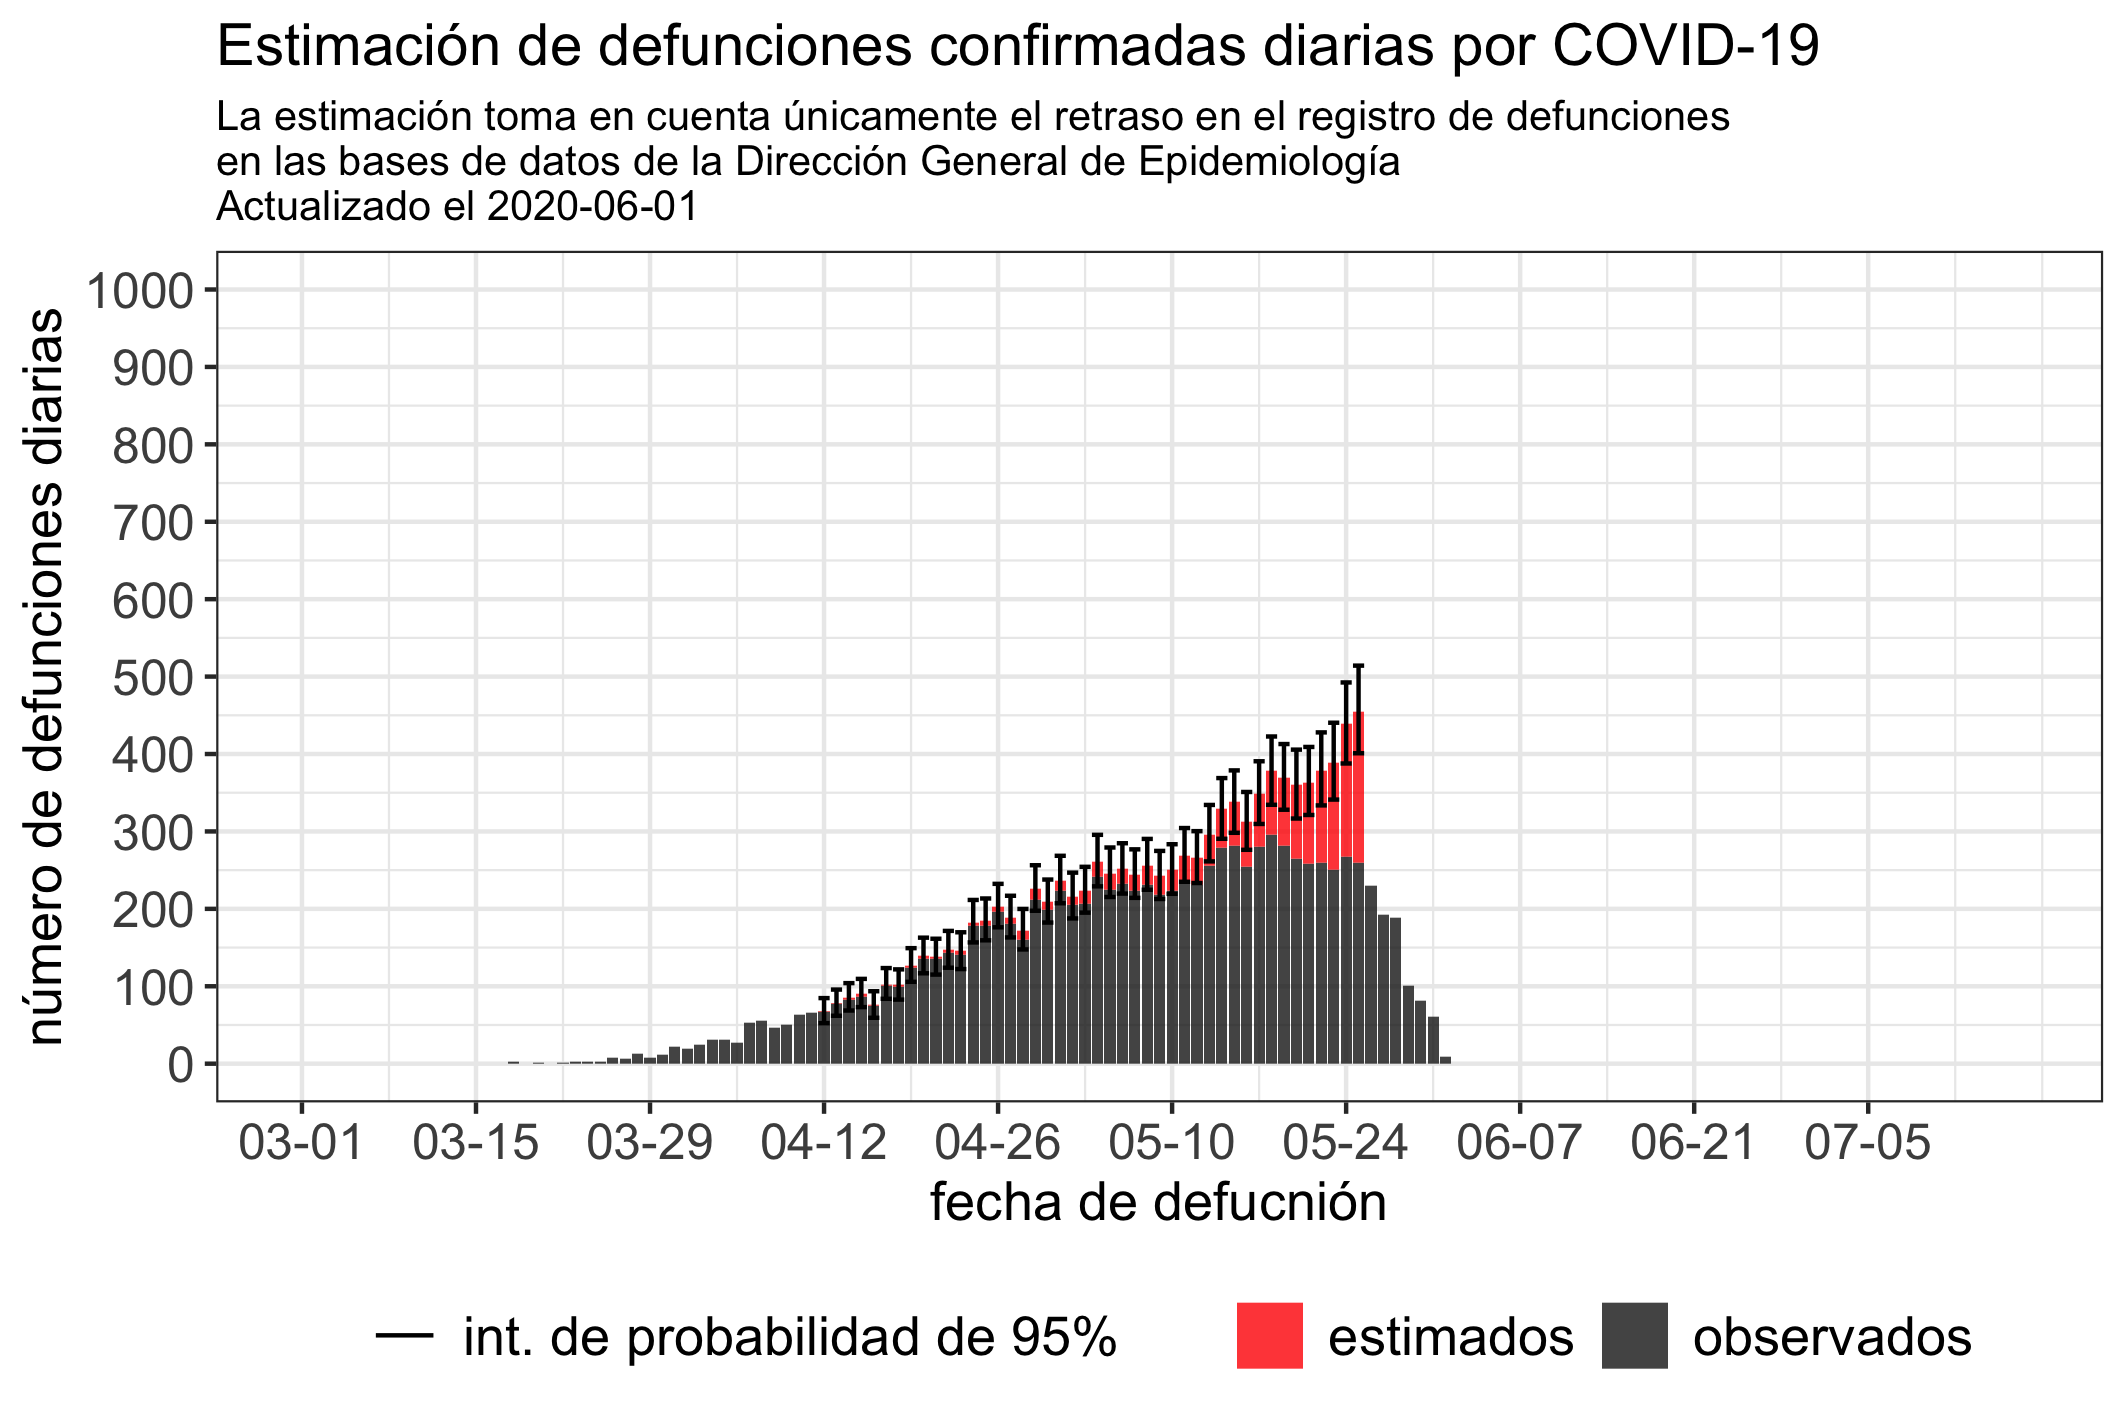 Estimación de defunciones confirmadas diarias por COVID-19
La estimación toma en cuenta únicamente el retraso en el registro de defunciones
en las bases de datos de la Dirección General de Epidemiología
Actualizado el 2020-06-01
número de defunciones diarias
1000
900
800
700
600
500
400
300
200
100
0
03-01 03-15 03-29 04-12 04-26 05-10 05-24 06-07 06-21 07-05
fecha de defucnión
int. de probabilidad de 95% estimados observados